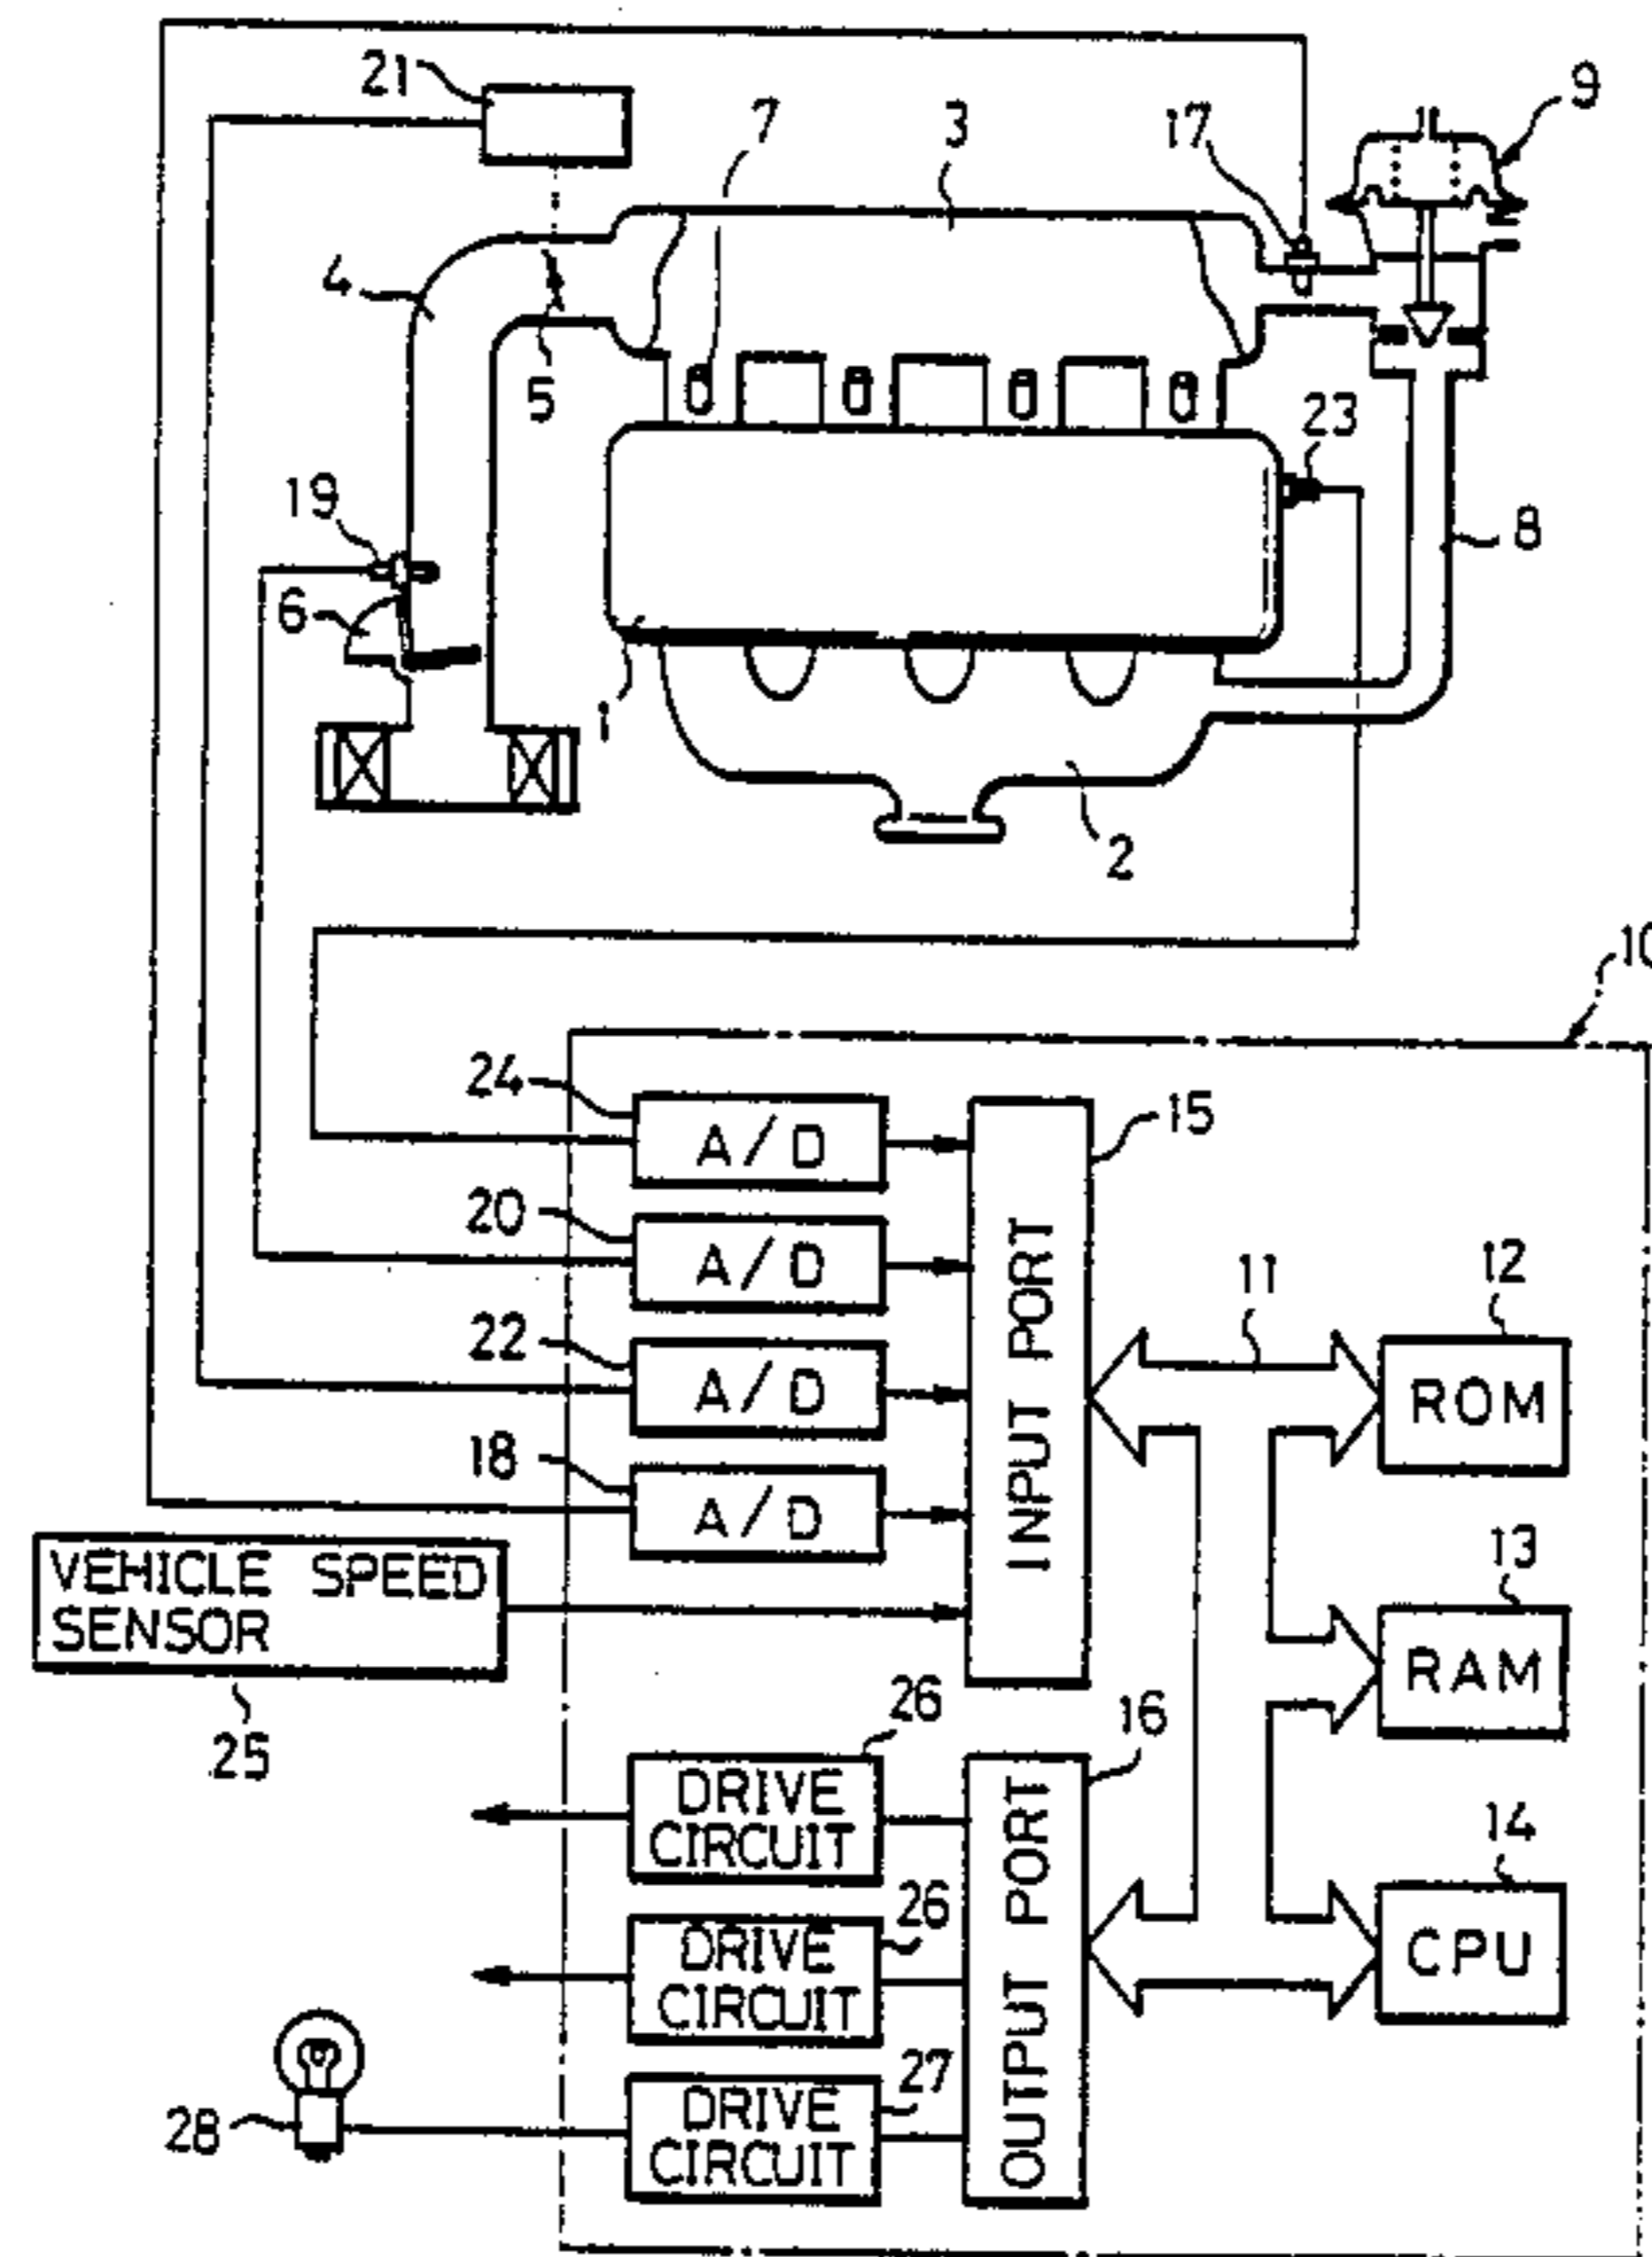 21
7
3
17
9
4
5
23
19
8
6
1
2
10
24
A/D
15
20
A/D
11
12
22
A/D
INPUT PORT
ROM
18
A/D
13
VEHICLE SPEED
SENSOR
RAM
25
26
16
DRIVE
CIRCUIT
14
26
DRIVE
CIRCUIT
OUTPUT PORT
CPU
27
DRIVE
CIRCUIT
28